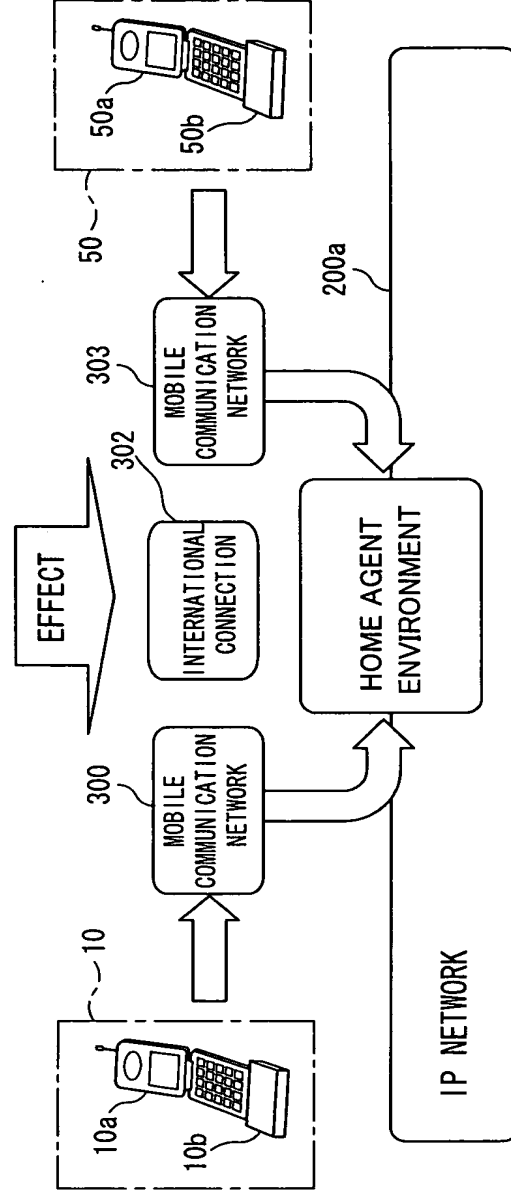 EFFECT
10
10a
10b
300
MOBILE
COMMUNICATION
NETWORK
302
INTERNATIONAL
CONNECTION
303
MOBILE
COMMUNICATION
NETWORK
50
50a
50b
HOME AGENT
ENVIRONMENT
200a
IP NETWORK